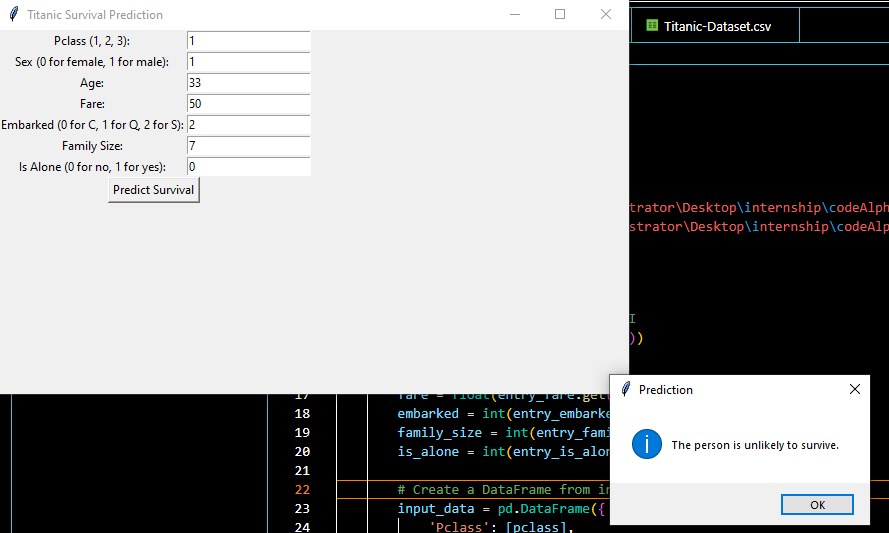 Titanic Survival Prediction
Pclass (1, 2, 3): 1
Sex (0 for female, 1 for male): 1
Age: 33
Fare: 50
Embarked (0 for C, 1 for Q, 2 for S): 2
Family Size: 7
Is Alone (0 for no, 1 for yes): 0
Predict Survival
Titanic-Dataset.csv
trator\Desktop\internship\codeAlph
strator\Desktop\internship\codeAlp
I
))
17 fare = float(entry_fare.get(
18 embarked = int(entry_embarke
19 family_size = int(entry_fami
20 is_alone = int(entry_is_alon
21
22 # Create a DataFrame from in
23 input_data = pd.DataFrame({
24 'Pclass': [pclass],
Prediction
The person is unlikely to survive.
OK